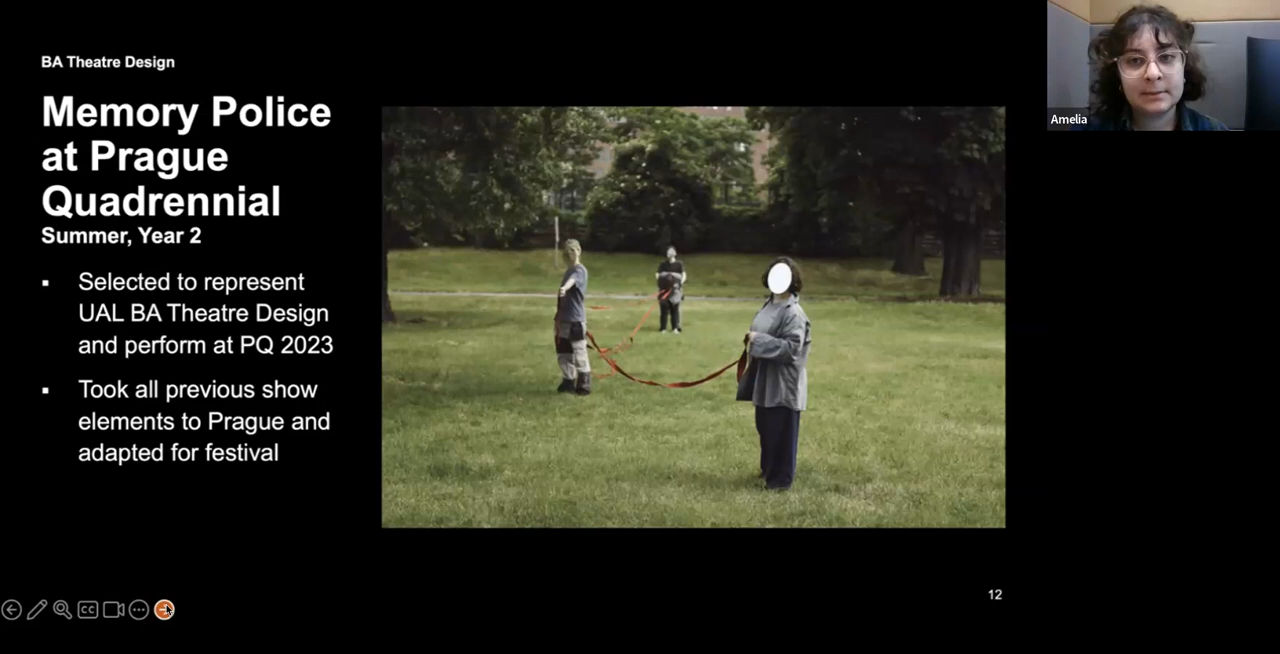 BA Theatre Design
Memory Police
at Prague
Quadrennial
Summer, Year 2
▪ Selected to represent
UAL BA Theatre Design
and perform at PQ 2023
▪ Took all previous show
elements to Prague and
adapted for festival
Amelia
CC
12